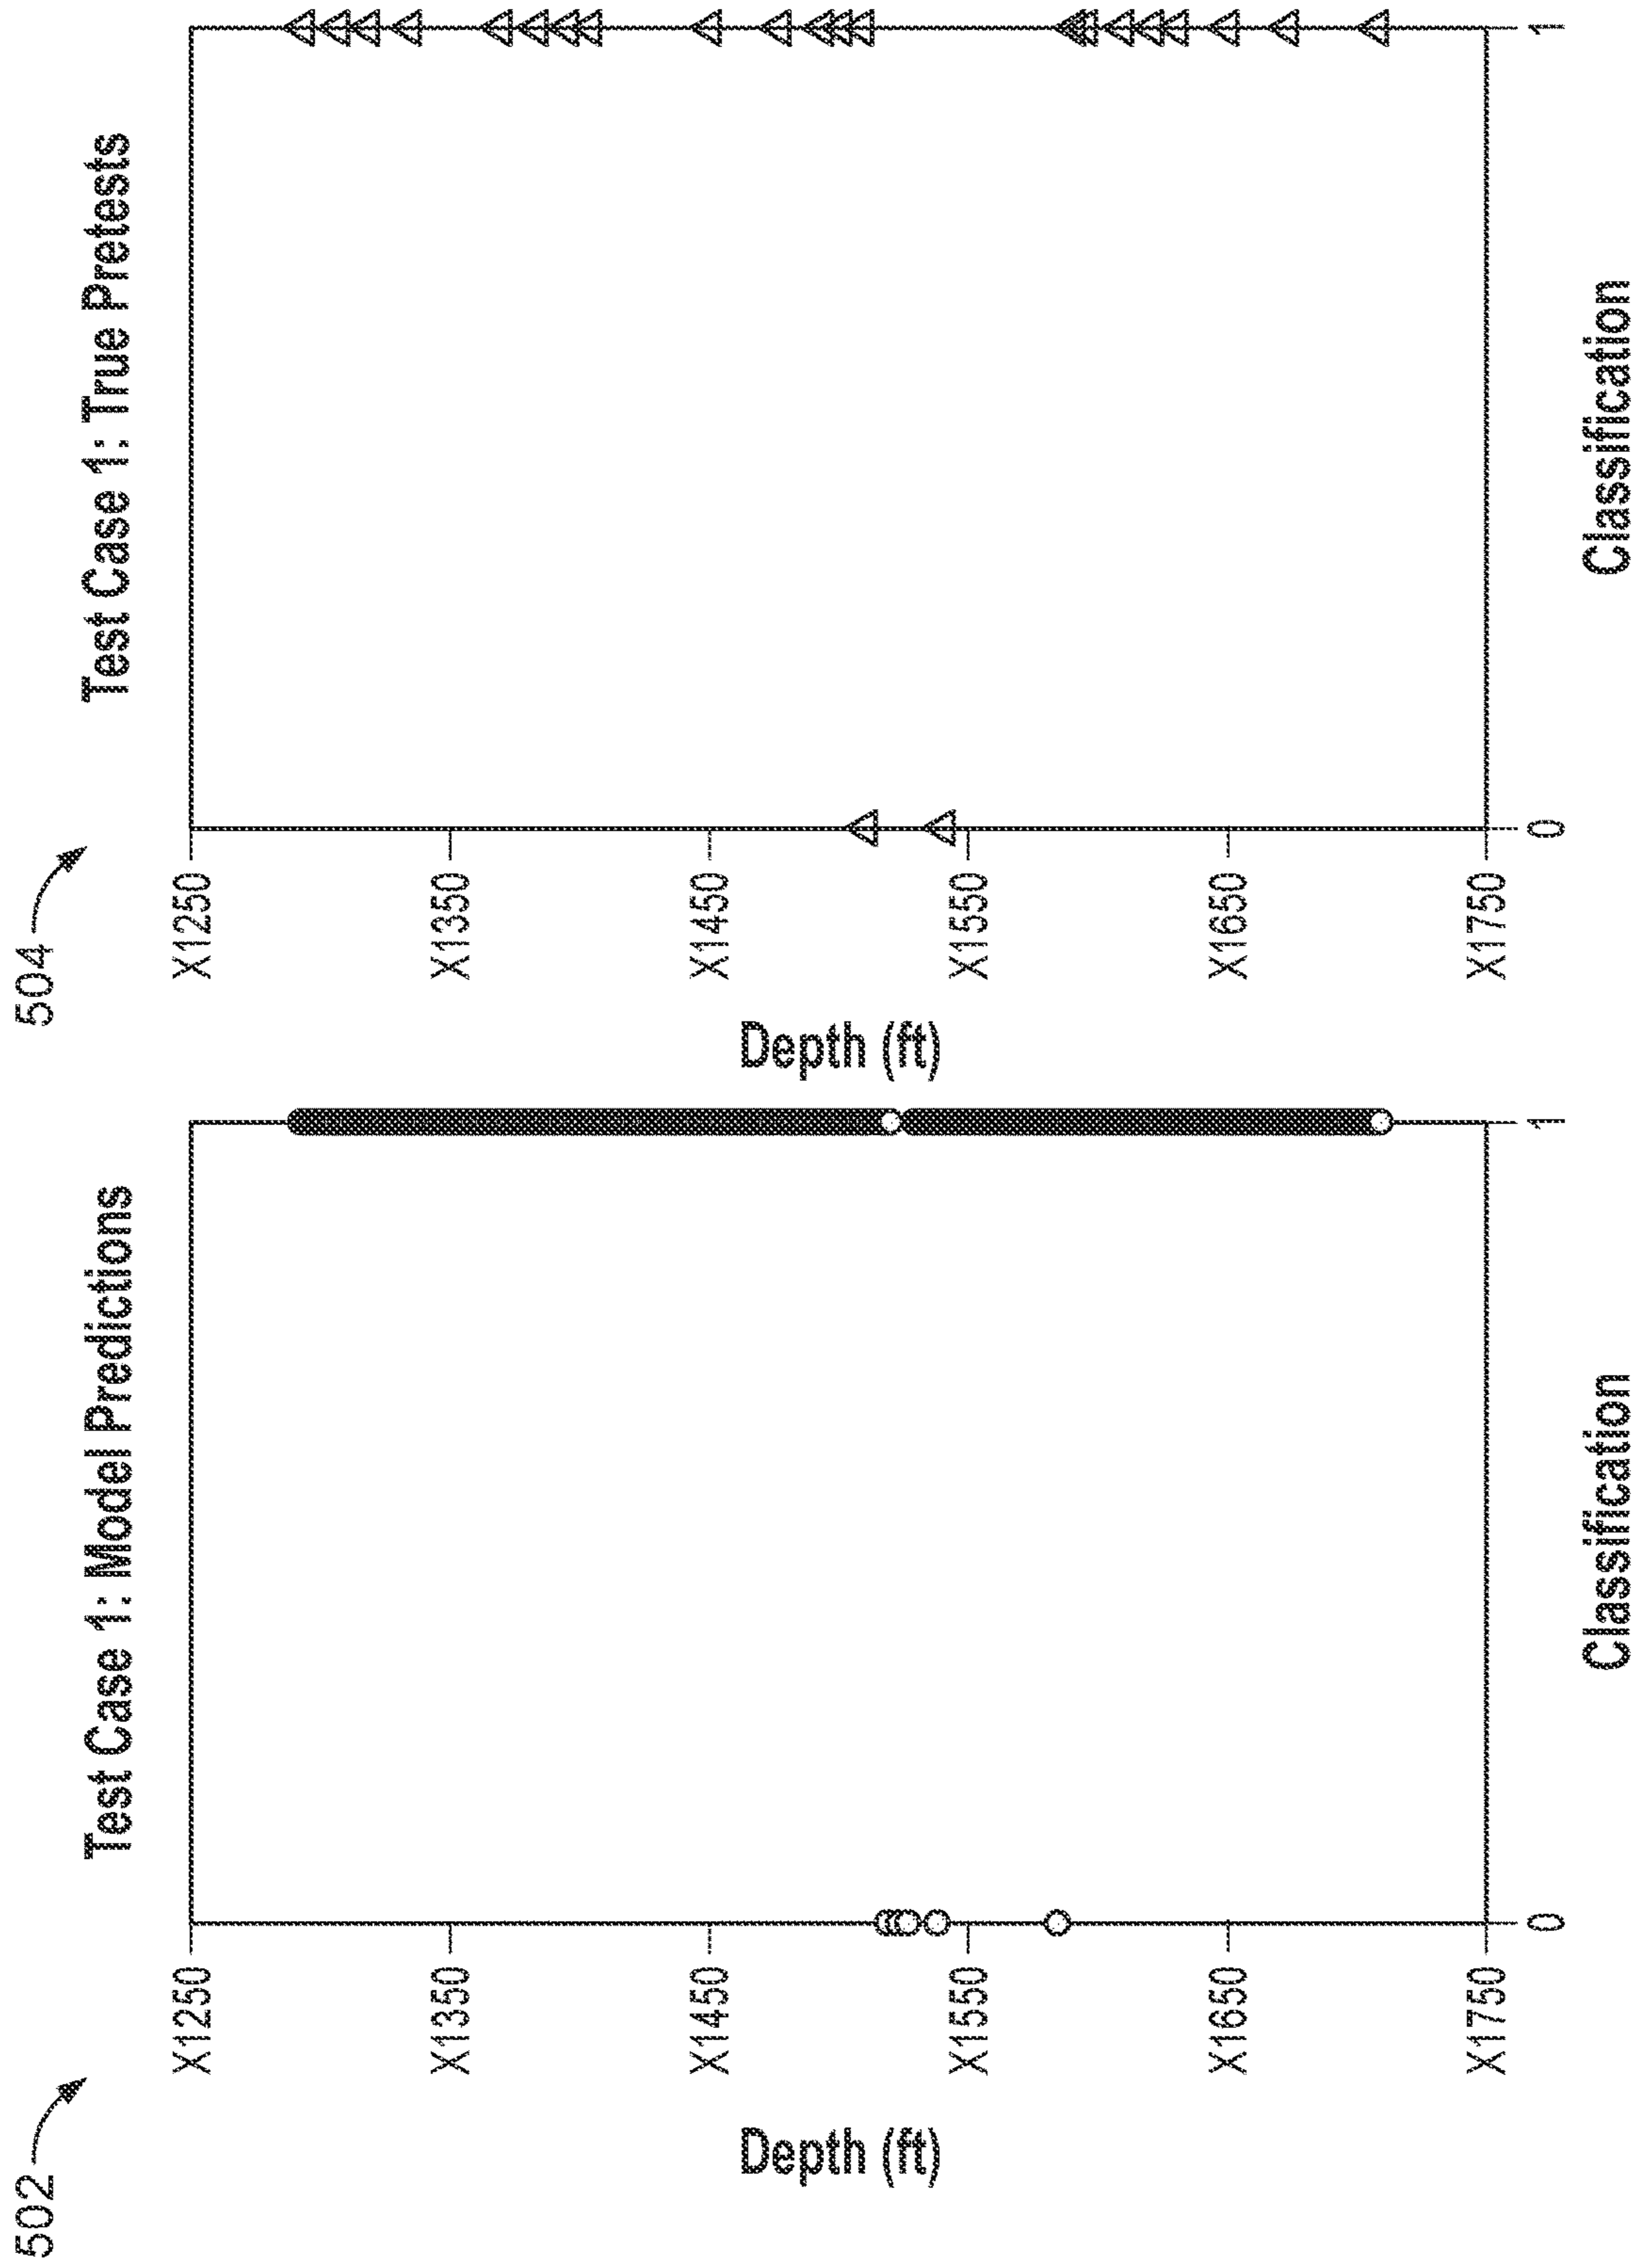 502
Test Case 1: Model Predictions
Depth (ft)
X1250
X1350
X1450
X1550
X1650
X1750
0
1
Classification
504
Test Case 1: True Pretests
Depth (ft)
X1250
X1350
X1450
X1550
X1650
X1750
0
1
Classification